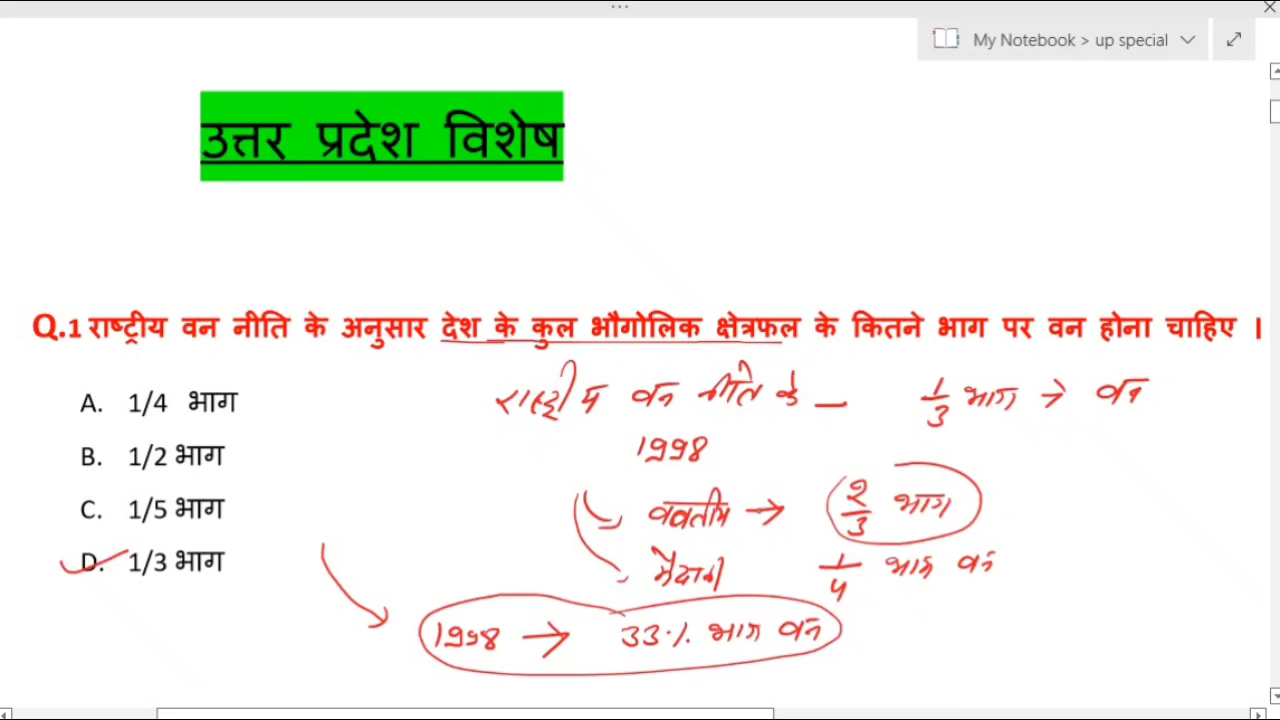 My Notebook > up special
उत्तर प्रदेश विशेष
Q.1 राष्ट्रीय वन नीति के अनुसार देश के कुल भौगोलिक क्षेत्रफल के कितने भाग पर वन होना चाहिए ।
A. 1/4 भाग
B. 1/2 भाग
C. 1/5 भाग
D. 1/3 भाग
राष्ट्रीय वन नीति के — 1/3 भाग → वन
1998
पर्वतीय → 2/3 भाग
मैदानी 1/4 भाग वन
1998 → 33% भाग वन